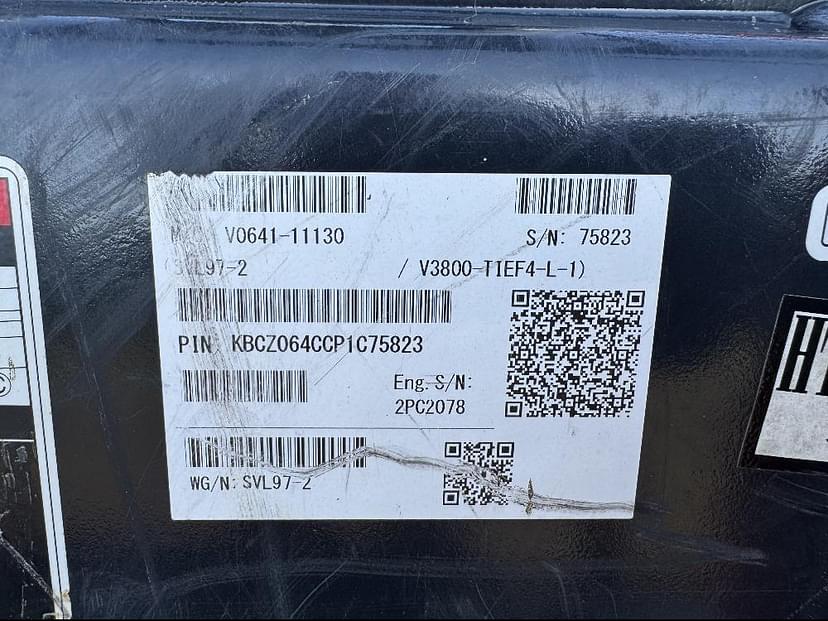 V0641-11130
S/N: 75823
(SVL97-2 / V3800-TIEF4-L-1)
PIN KBCZ064CCP1C75823
Eng.S/N:
2PC2078
WG/N: SVL97-2